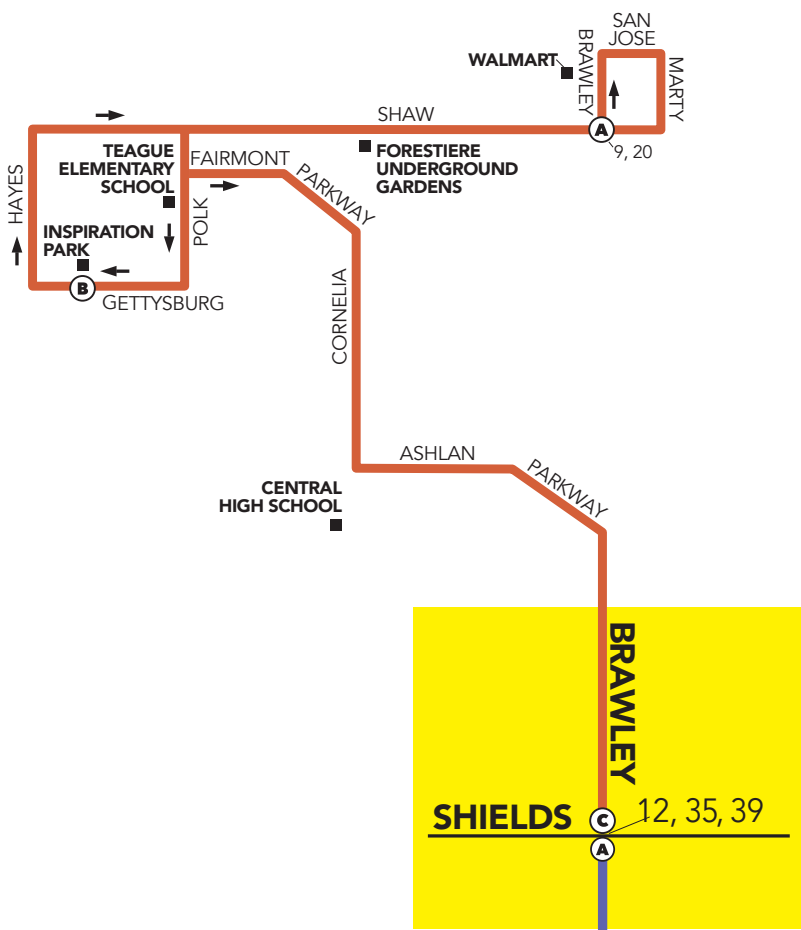 SAN
JOSE
BRAWLEY
WALMART
MARTY
SHAW
A
9, 20
TEAGUE
ELEMENTARY
SCHOOL
FAIRMONT
PARKWAY
FORESTIERE
UNDERGROUND
GARDENS
HAYES
POLK
INSPIRATION
PARK
B
GETTYSBURG
CORNELIA
ASHLAN
PARKWAY
CENTRAL
HIGH SCHOOL
BRAWLEY
SHIELDS
C
12, 35, 39
A